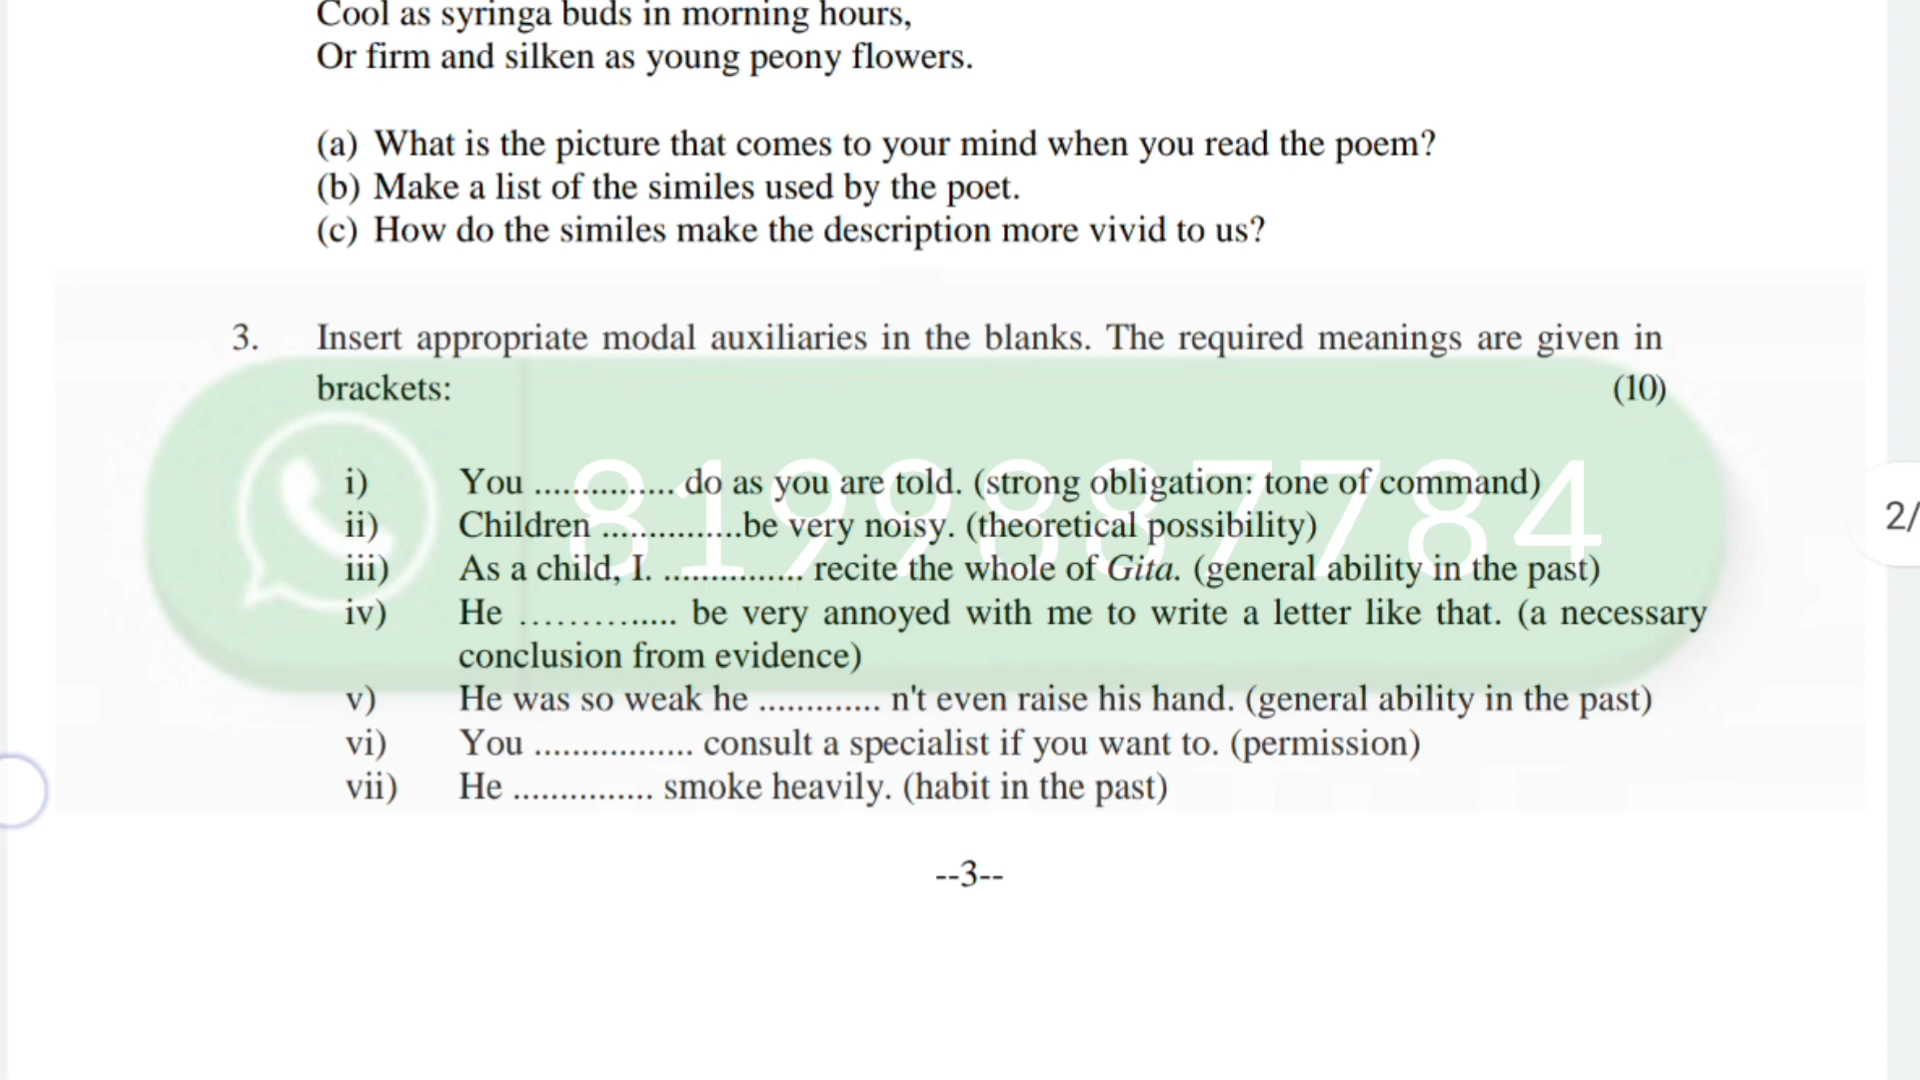 Cool as syringa buds in morning hours,
Or firm and silken as young peony flowers.
(a) What is the picture that comes to your mind when you read the poem?
(b) Make a list of the similes used by the poet.
(c) How do the similes make the description more vivid to us?
3. Insert appropriate modal auxiliaries in the blanks. The required meanings are given in
brackets: (10)
8199887784
i) You ............... do as you are told. (strong obligation: tone of command)
ii) Children ...............be very noisy. (theoretical possibility)
iii) As a child, I. ............... recite the whole of Gita. (general ability in the past)
iv) He .............. be very annoyed with me to write a letter like that. (a necessary
conclusion from evidence)
v) He was so weak he ............. n't even raise his hand. (general ability in the past)
vi) You ................. consult a specialist if you want to. (permission)
vii) He ............... smoke heavily. (habit in the past)
--3--
2/